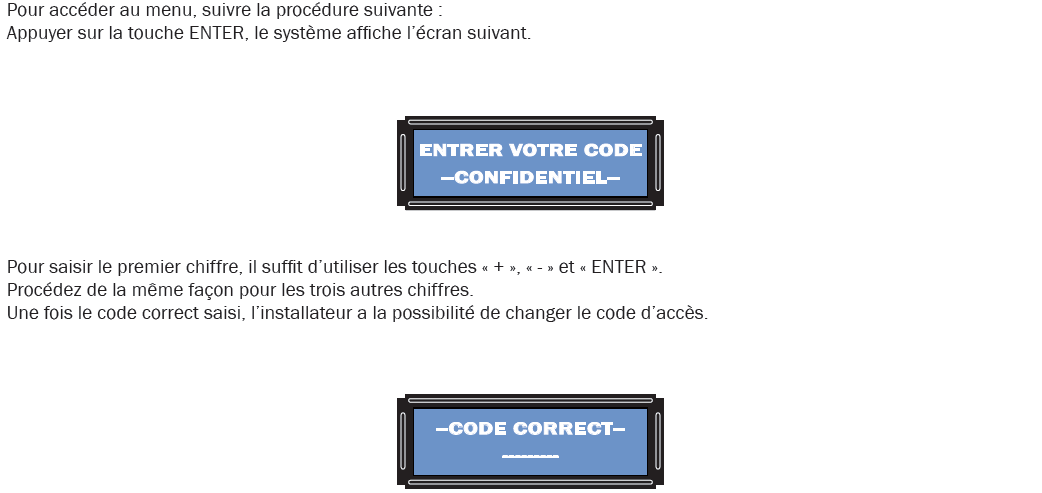 Pour accéder au menu, suivre la procédure suivante :
Appuyer sur la touche ENTER, le système affiche l’écran suivant.
ENTRER VOTRE CODE
—CONFIDENTIEL—
Pour saisir le premier chiffre, il suffit d’utiliser les touches « + », « - » et « ENTER ».
Procédez de la même façon pour les trois autres chiffres.
Une fois le code correct saisi, l’installateur a la possibilité de changer le code d’accès.
—CODE CORRECT—
---------